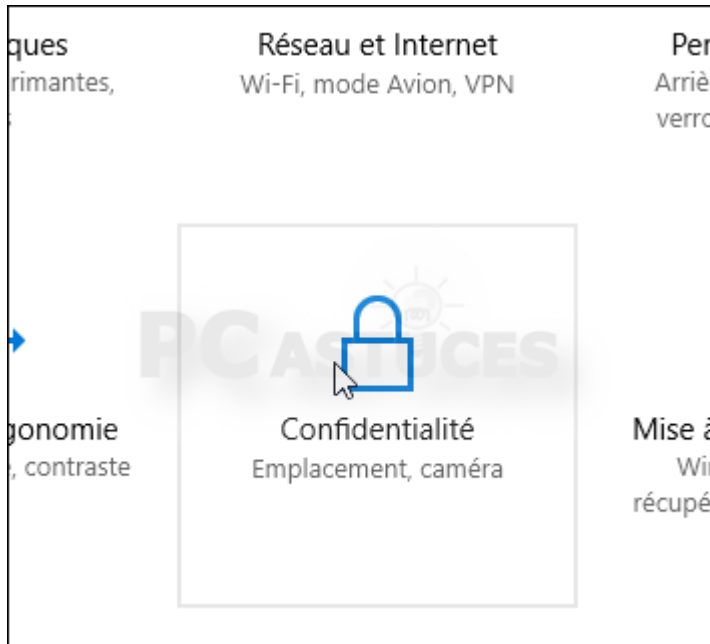 ques
rimantes,
Réseau et Internet
Wi-Fi, mode Avion, VPN
Per
Arriè
verro
PC ASTUCES
gonomie
, contraste
Confidentialité
Emplacement, caméra
Mise à
Wi
récupé